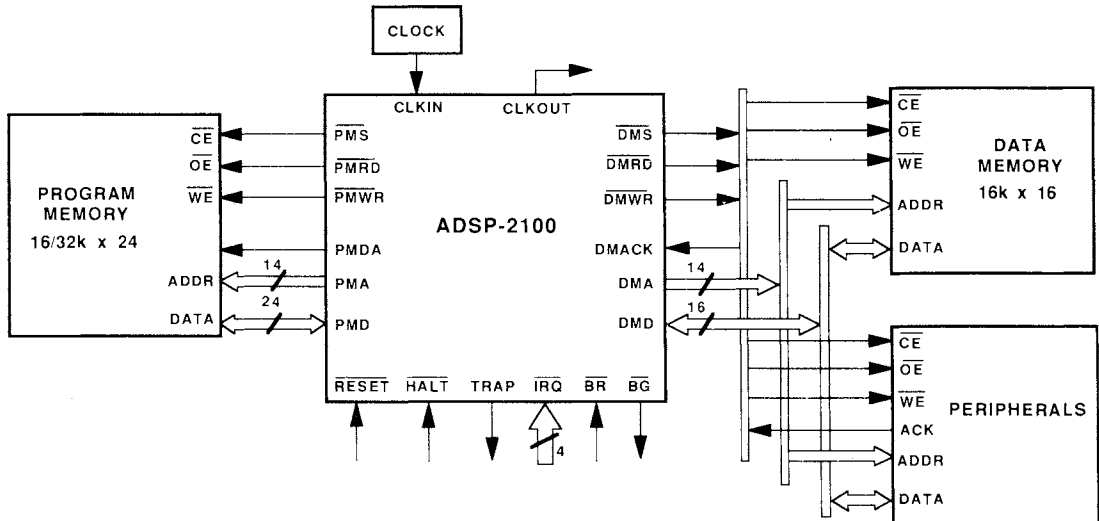 CLOCK
CLKIN
CLKOUT
PROGRAM
MEMORY
16/32k x 24
CE
OE
WE
ADDR
DATA
14
24
PMS
PMRD
PMWR
PMDA
PMA
PMD
ADSP-2100
DMS
DMRD
DMWR
DMACK
DMA
DMD
14
16
RESET
HALT
TRAP
IRQ
BR
BG
4
CE
OE
WE
ADDR
DATA
DATA
MEMORY
16k x 16
CE
OE
WE
ACK
ADDR
DATA
PERIPHERALS